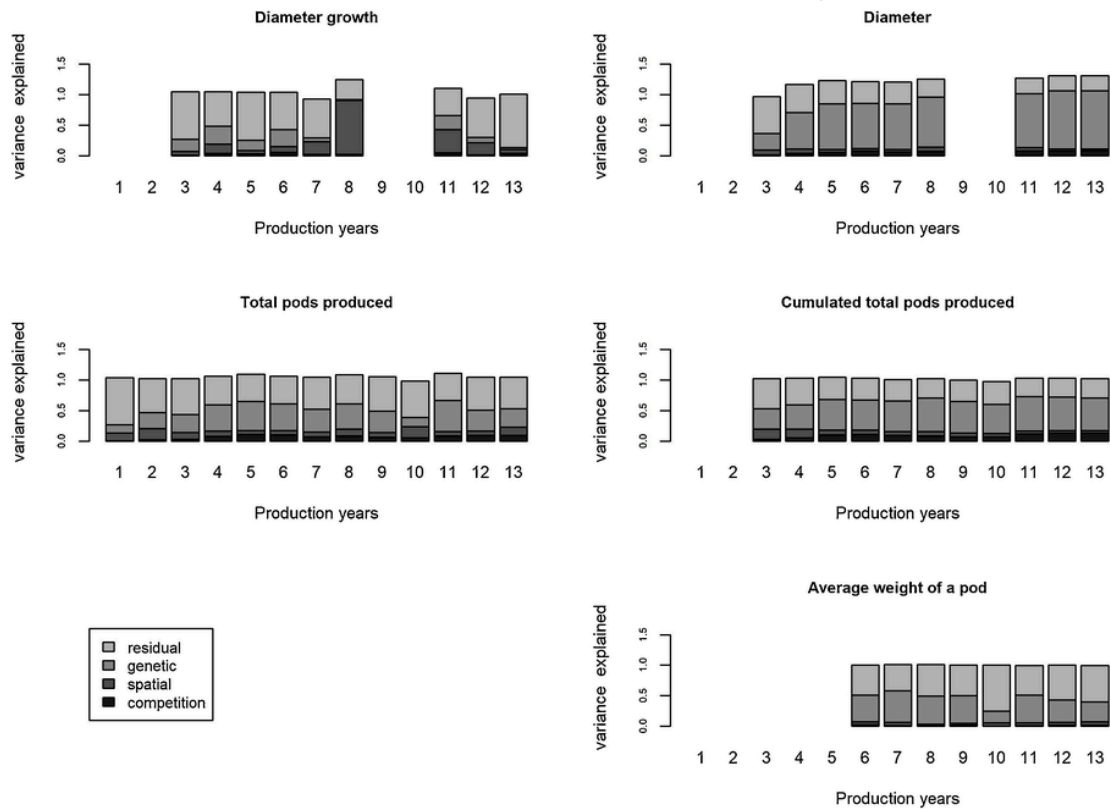 Diameter growth
variance explained
1.5
1.0
0.5
0.0
1 2 3 4 5 6 7 8 9 10 11 12 13
Production years
Diameter
variance explained
1.5
1.0
0.5
0.0
1 2 3 4 5 6 7 8 9 10 11 12 13
Production years
Total pods produced
variance explained
1.5
1.0
0.5
0.0
1 2 3 4 5 6 7 8 9 10 11 12 13
Production years
Cumulated total pods produced
variance explained
1.5
1.0
0.5
0.0
1 2 3 4 5 6 7 8 9 10 11 12 13
Production years
residual
genetic
spatial
competition
Average weight of a pod
variance explained
1.5
1.0
0.5
0.0
1 2 3 4 5 6 7 8 9 10 11 12 13
Production years